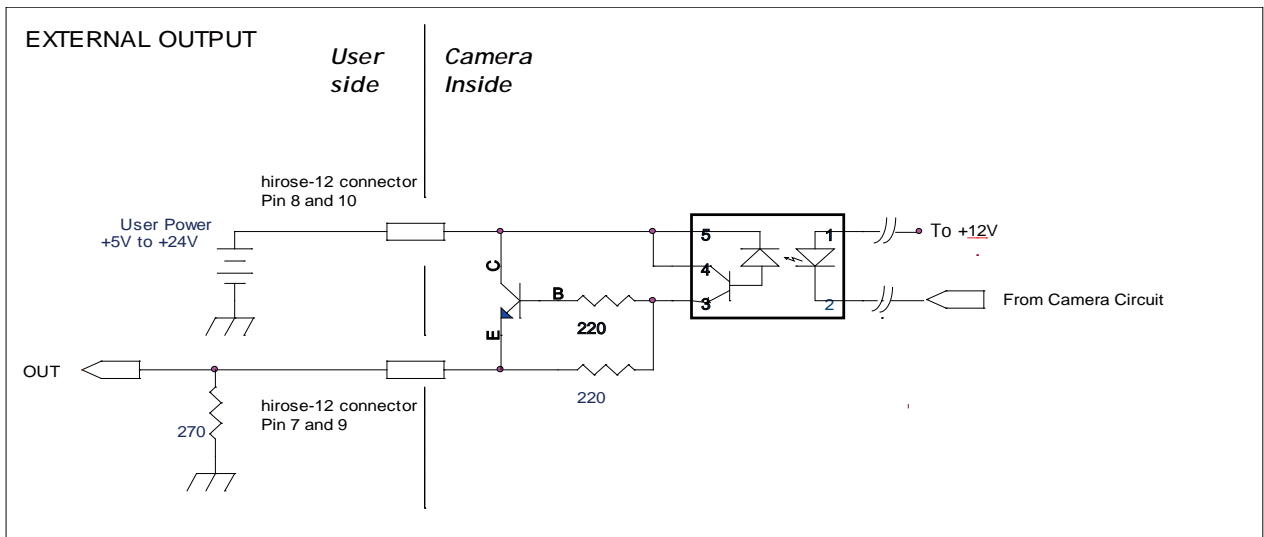 EXTERNAL OUTPUT
User
side
Camera
Inside
hirose-12 connector
Pin 8 and 10
User Power
+5V to +24V
C
B
E
220
220
5
4
3
1
2
To +12V
From Camera Circuit
OUT
270
hirose-12 connector
Pin 7 and 9